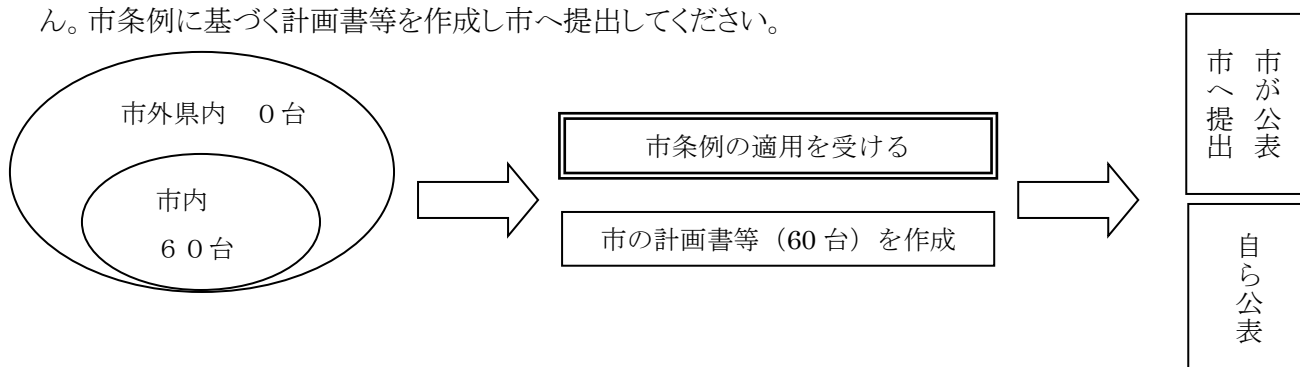 ん。市条例に基づく計画書等を作成し市へ提出してください。
市外県内　０台
市内
６０台
市条例の適用を受ける
市の計画書等（60 台）を作成
市が公表
市へ提出
自ら公表